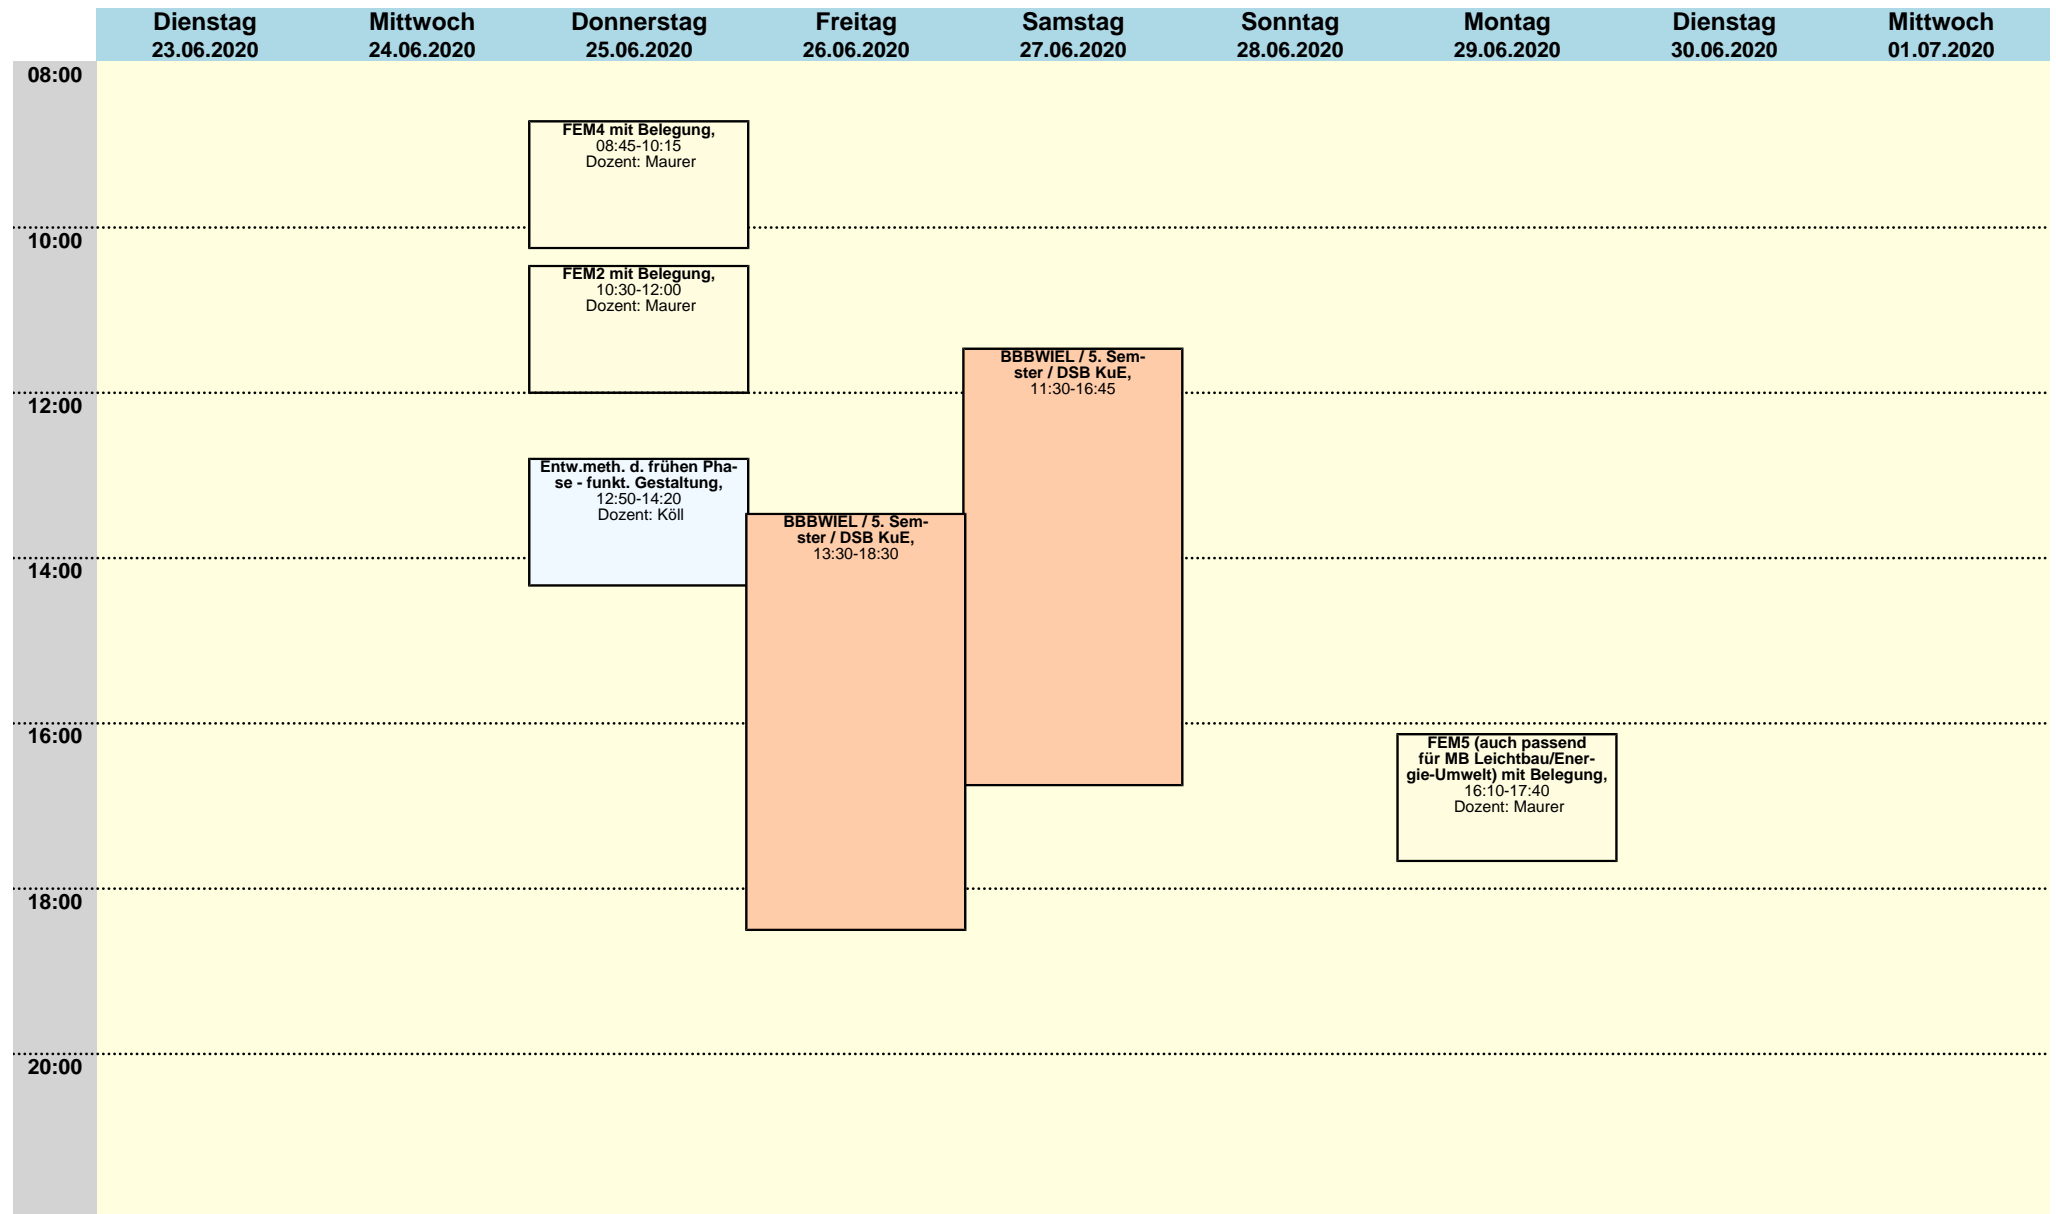 Dienstag
23.06.2020
Mittwoch
24.06.2020
Donnerstag
25.06.2020
Freitag
26.06.2020
Samstag
27.06.2020
Sonntag
28.06.2020
Montag
29.06.2020
Dienstag
30.06.2020
Mittwoch
01.07.2020
08:00
10:00
12:00
14:00
16:00
18:00
20:00
FEM4 mit Belegung,
08:45-10:15
Dozent: Maurer
FEM2 mit Belegung,
10:30-12:00
Dozent: Maurer
Entw.meth. d. frühen Pha-
se - funkt. Gestaltung,
12:50-14:20
Dozent: Köll
BBBWIEL / 5. Sem-
ster / DSB KuE,
13:30-18:30
BBBWIEL / 5. Sem-
ster / DSB KuE,
11:30-16:45
FEM5 (auch passend
für MB Leichtbau/Ener-
gie-Umwelt) mit Belegung,
16:10-17:40
Dozent: Maurer